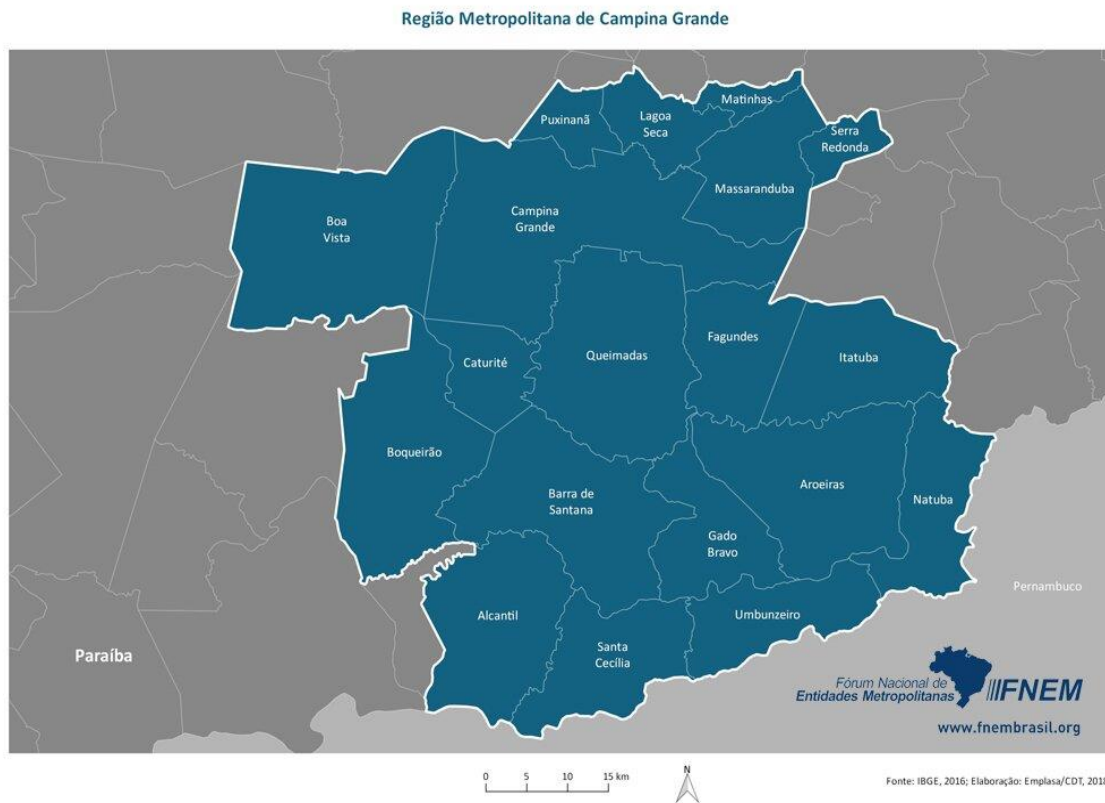 Região Metropolitana de Campina Grande
Matinhas
Puxinanã
Lagoa
Seca
Serra
Redonda
Massaranduba
Boa
Vista
Campina
Grande
Caturité
Queimadas
Fagundes
Itatuba
Boqueirão
Barra de
Santana
Aroeiras
Natuba
Gado
Bravo
Alcantil
Santa
Cecília
Umbunzeiro
Pernambuco
Paraíba
Fórum Nacional de
Entidades Metropolitanas
FNEM
www.fnembrasil.org
0 5 10 15 km
N
Fonte: IBGE, 2016; Elaboração: Emplasa/CDT, 2018